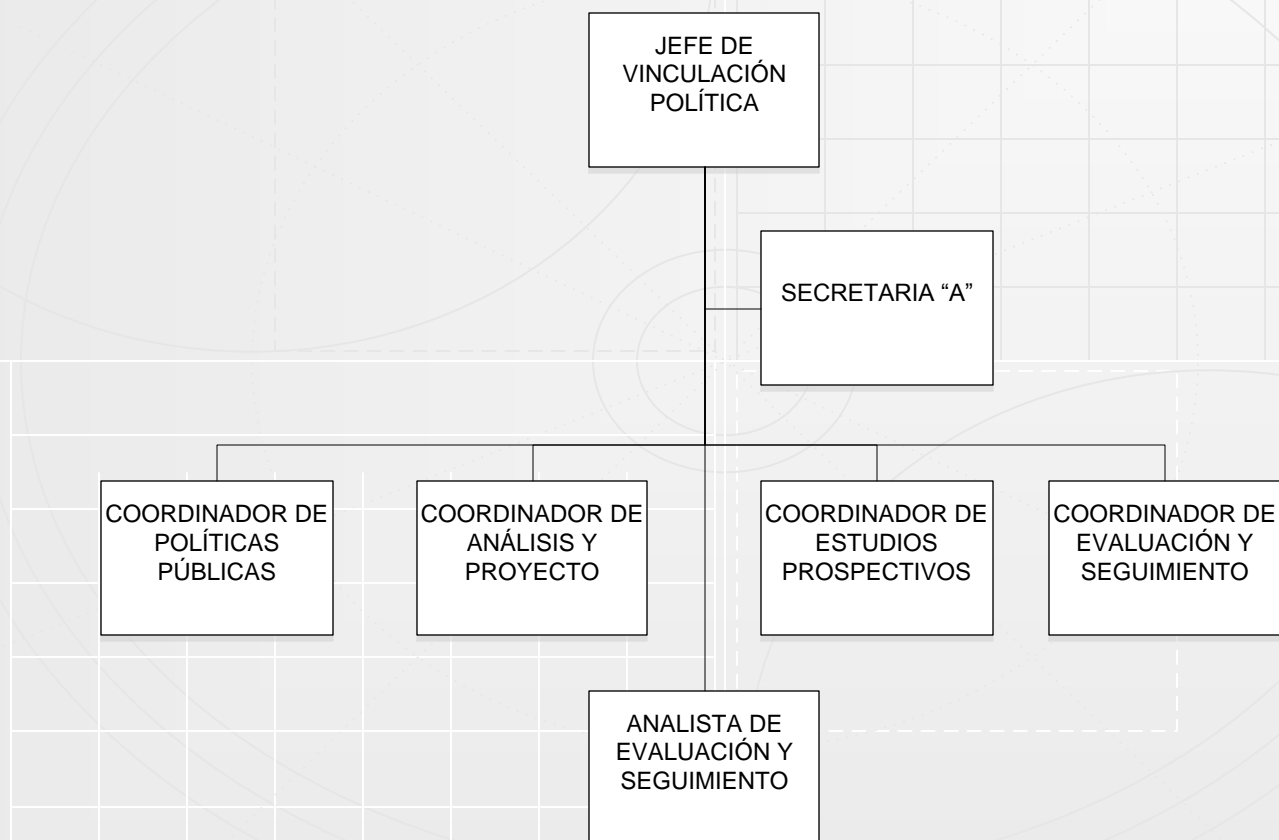 JEFE DE
VINCULACIÓN
POLÍTICA
SECRETARIA “A”
COORDINADOR DE
POLÍTICAS
PÚBLICAS
COORDINADOR DE
ANÁLISIS Y
PROYECTO
COORDINADOR DE
ESTUDIOS
PROSPECTIVOS
COORDINADOR DE
EVALUACIÓN Y
SEGUIMIENTO
ANALISTA DE
EVALUACIÓN Y
SEGUIMIENTO